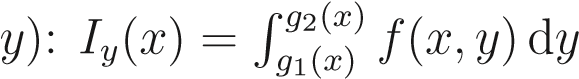 y): I_y(x) = ∫_{g_1(x)}^{g_2(x)} f(x, y) dy